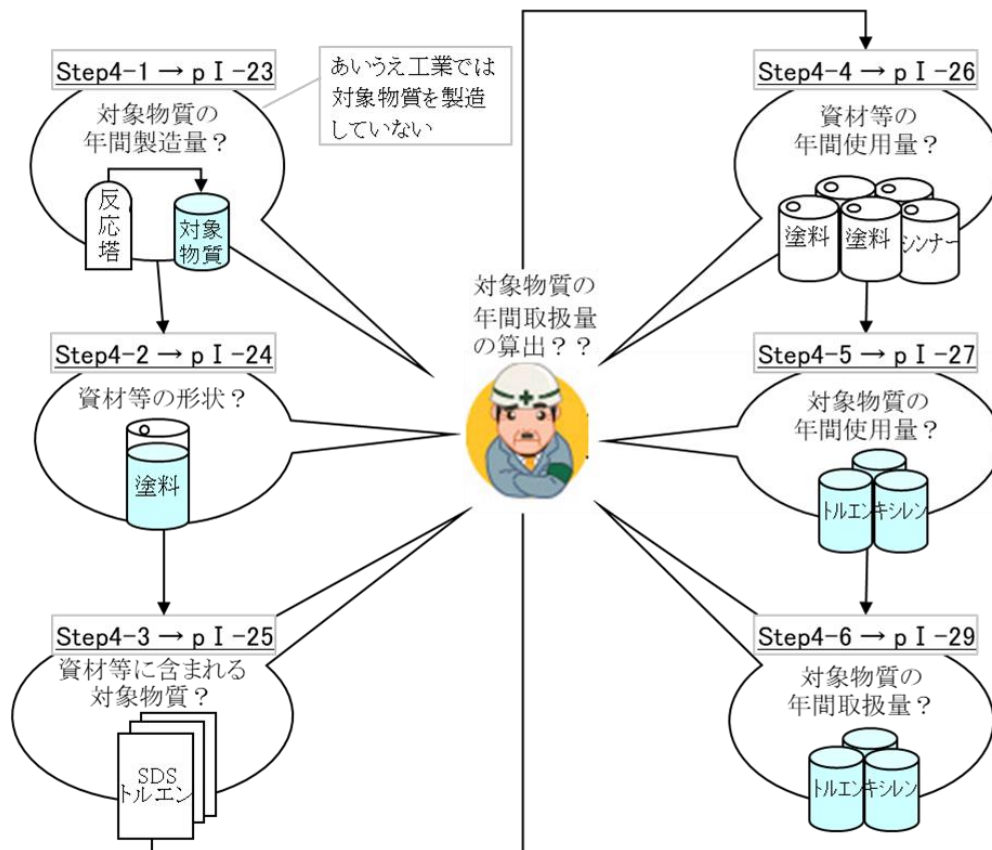 Step4-1 → p Ⅰ-23
対象物質の
年間製造量？
反応塔
対象
物質
あいうえ工業では
対象物質を製造
していない
Step4-2 → p Ⅰ-24
資材等の形状？
塗料
Step4-3 → p Ⅰ-25
資材等に含まれる
対象物質？
SDS
トルエン
対象物質の
年間取扱量
の算出？？
Step4-4 → p Ⅰ-26
資材等の
年間使用量？
塗料
塗料
シンナー
Step4-5 → p Ⅰ-27
対象物質の
年間使用量？
トルエン
キシレン
Step4-6 → p Ⅰ-29
対象物質の
年間取扱量？
トルエン
キシレン